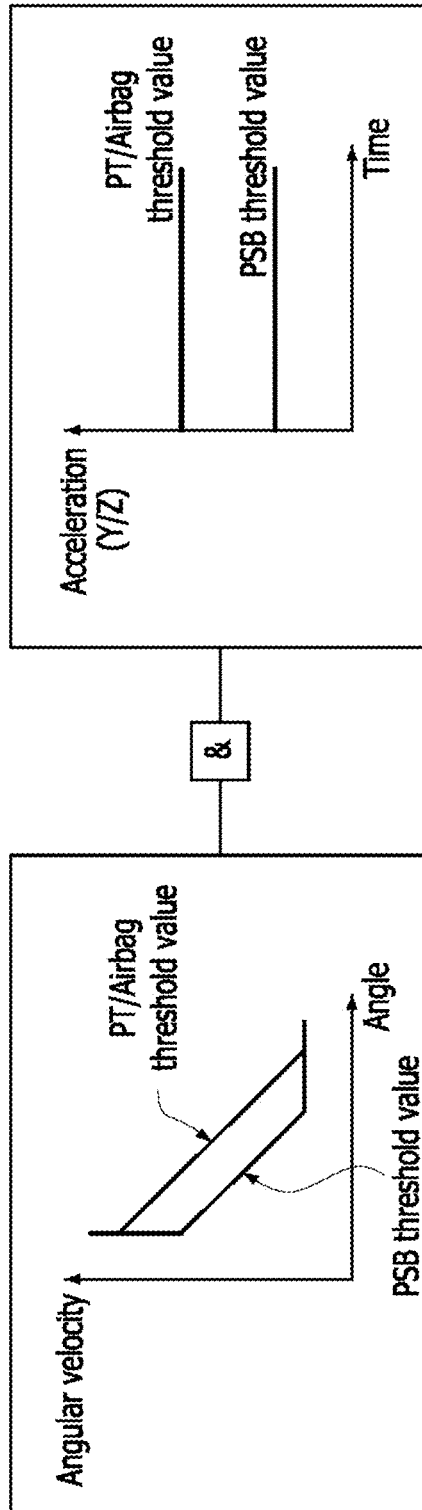 Angular velocity
PT/Airbag
threshold value
Angle
PSB threshold value
&
Acceleration
(Y/Z)
PT/Airbag
threshold value
PSB threshold value
Time